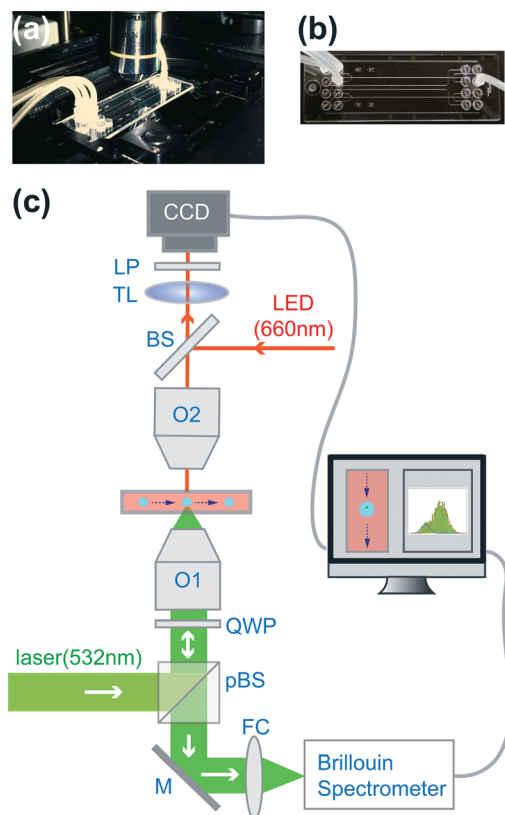 (a)
(b)
(c)
CCD
LP
TL
LED
(660nm)
BS
O2
O1
QWP
laser(532nm)
pBS
FC
M
Brillouin
Spectrometer